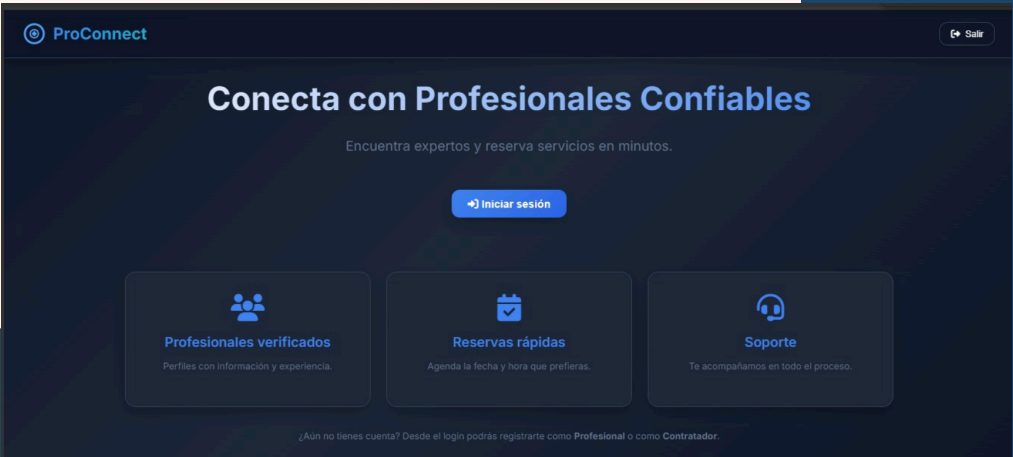 ProConnect
Salir
Conecta con Profesionales Confiables
Encuentra expertos y reserva servicios en minutos.
Iniciar sesión
Profesionales verificados
Perfiles con información y experiencia.
Reservas rápidas
Agenda la fecha y hora que prefieras.
Soporte
Te acompañamos en todo el proceso.
¿Aún no tienes cuenta? Desde el login podrás registrarte como Profesional o como Contratador.